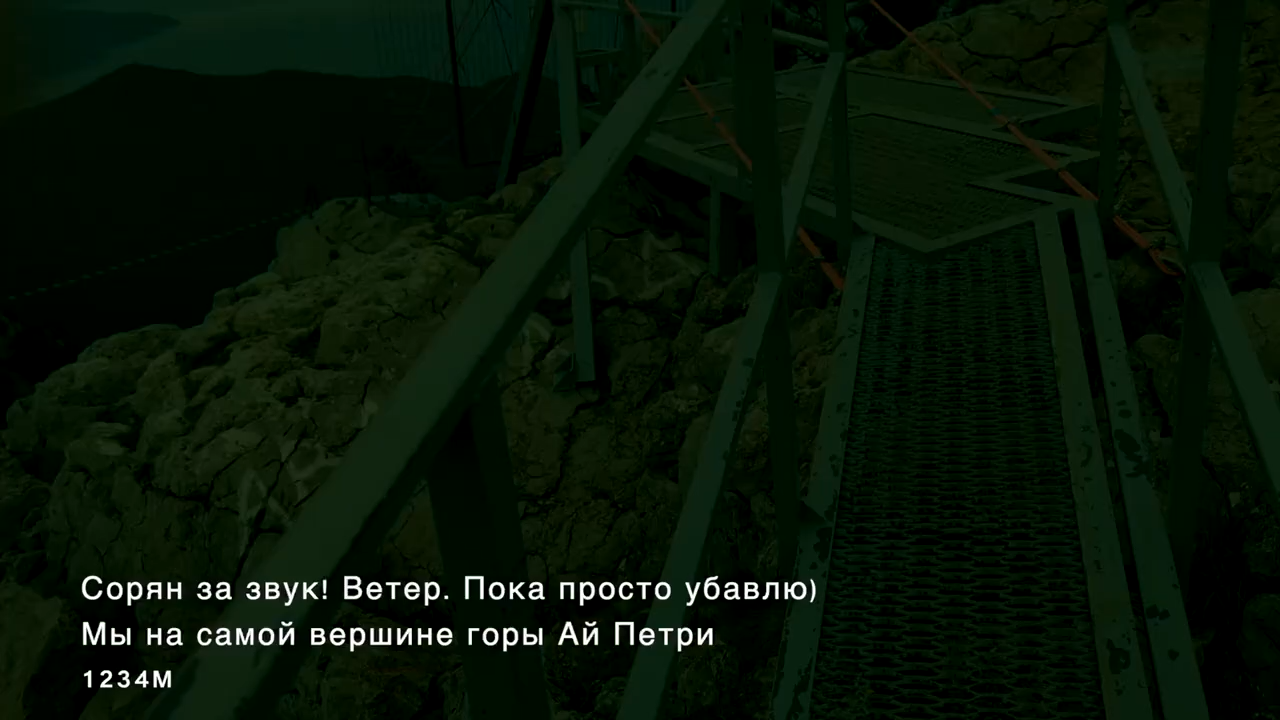 Сорян за звук! Ветер. Пока просто убавлю)
Мы на самой вершине горы Ай Петри
1234М